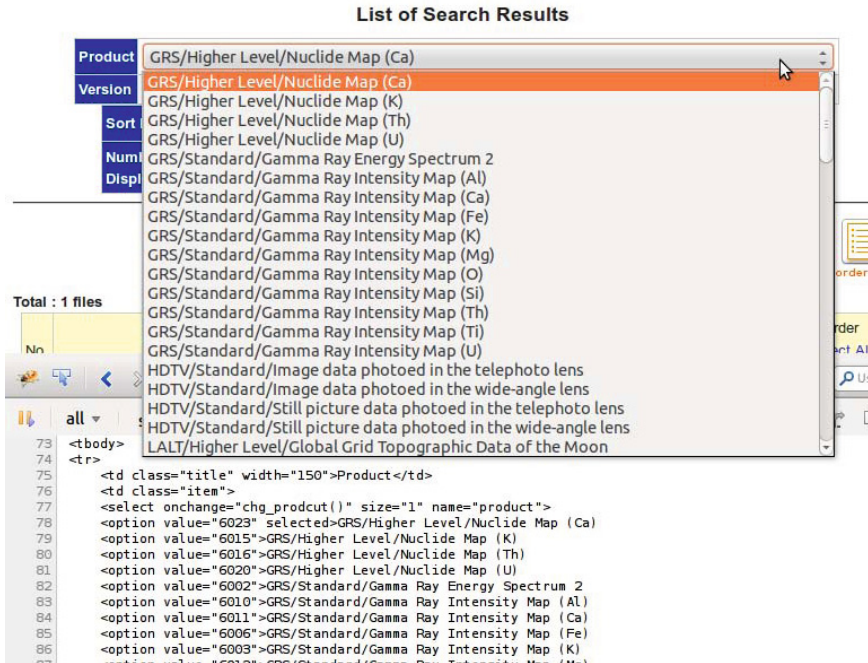 List of Search Results
Product GRS/Higher Level/Nuclide Map (Ca)
Version GRS/Higher Level/Nuclide Map (Ca)
GRS/Higher Level/Nuclide Map (K)
Sort GRS/Higher Level/Nuclide Map (Th)
GRS/Higher Level/Nuclide Map (U)
GRS/Standard/Gamma Ray Energy Spectrum 2
GRS/Standard/Gamma Ray Intensity Map (Al)
GRS/Standard/Gamma Ray Intensity Map (Ca)
GRS/Standard/Gamma Ray Intensity Map (Fe)
GRS/Standard/Gamma Ray Intensity Map (K)
GRS/Standard/Gamma Ray Intensity Map (Mg)
GRS/Standard/Gamma Ray Intensity Map (O)
order
GRS/Standard/Gamma Ray Intensity Map (Si)
Total : 1 files
GRS/Standard/Gamma Ray Intensity Map (Th)
GRS/Standard/Gamma Ray Intensity Map (Ti)
rder
No
GRS/Standard/Gamma Ray Intensity Map (U)
ect Al
HDTV/Standard/Image data photoed in the telephoto lens
HDTV/Standard/Image data photoed in the wide-angle lens
HDTV/Standard/Still picture data photoed in the telephoto lens
all
HDTV/Standard/Still picture data photoed in the wide-angle lens
LALT/Higher Level/Global Grid Topographic Data of the Moon
73 <tbody>
74 <tr>
75 <td class="title" width="150">Product</td>
76 <td class="item">
77 <select onchange="chg_prodcut()" size="1" name="product">
78 <option value="6023" selected>GRS/Higher Level/Nuclide Map (Ca)
79 <option value="6015">GRS/Higher Level/Nuclide Map (K)
80 <option value="6016">GRS/Higher Level/Nuclide Map (Th)
81 <option value="6020">GRS/Higher Level/Nuclide Map (U)
82 <option value="6002">GRS/Standard/Gamma Ray Energy Spectrum 2
83 <option value="6010">GRS/Standard/Gamma Ray Intensity Map (Al)
84 <option value="6011">GRS/Standard/Gamma Ray Intensity Map (Ca)
85 <option value="6006">GRS/Standard/Gamma Ray Intensity Map (Fe)
86 <option value="6003">GRS/Standard/Gamma Ray Intensity Map (K)